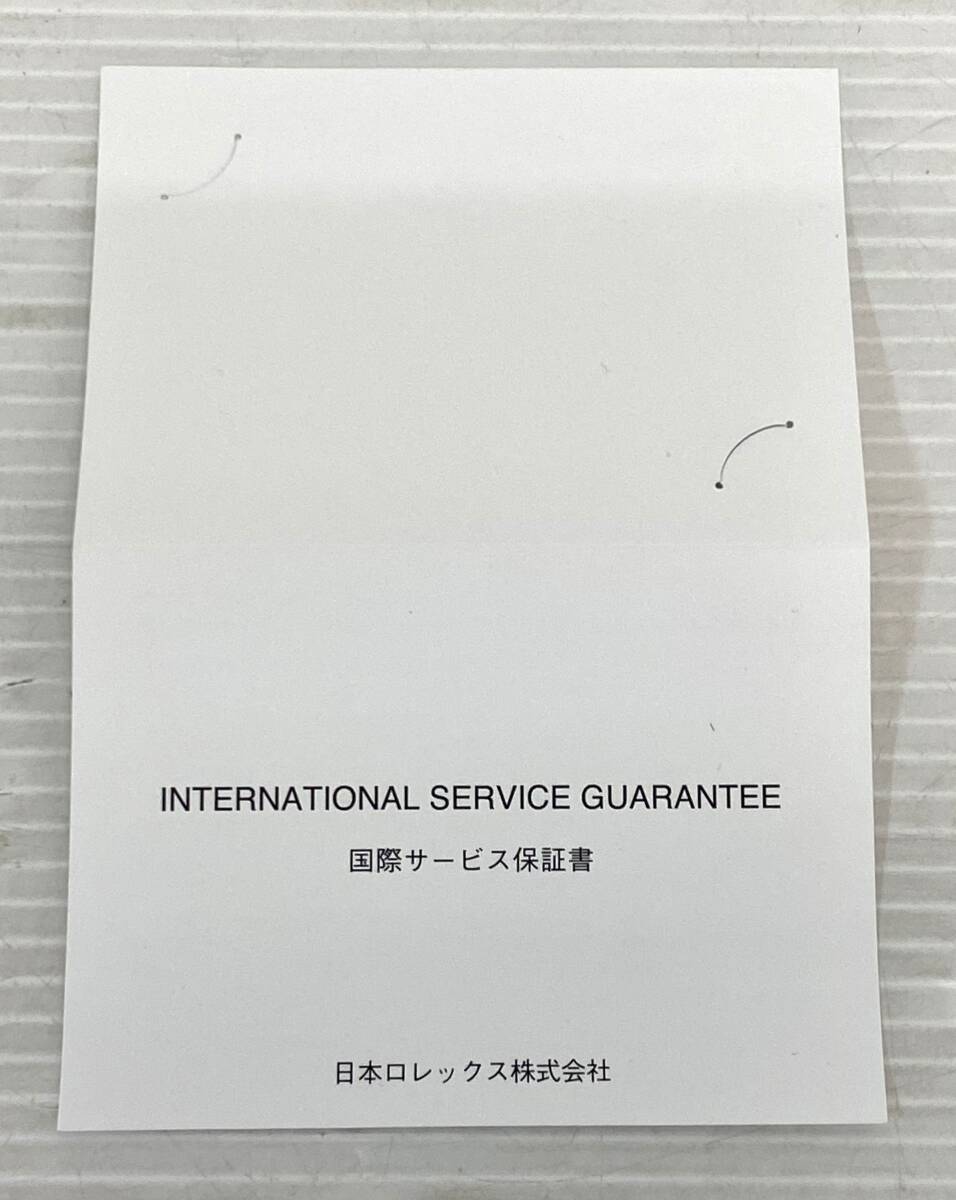 INTERNATIONAL SERVICE GUARANTEE
国際サービス保証書
日本ロレックス株式会社